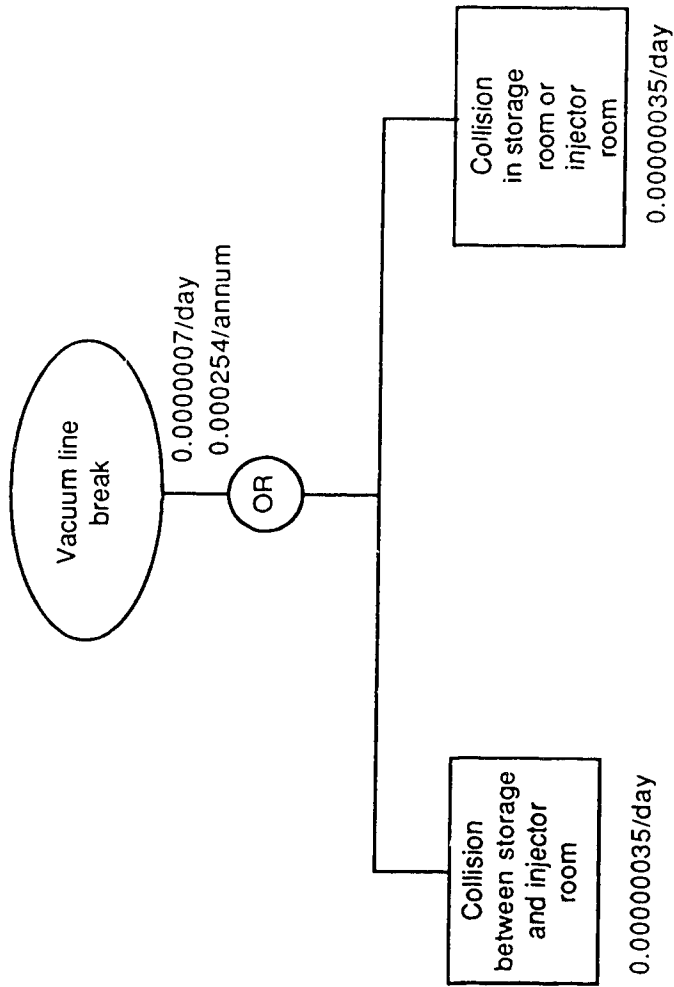 Vacuum line
break
0.0000007/day
0.000254/annum
OR
Collision
between storage
and injector
room
0.00000035/day
Collision
in storage
room or
injector
room
0.00000035/day